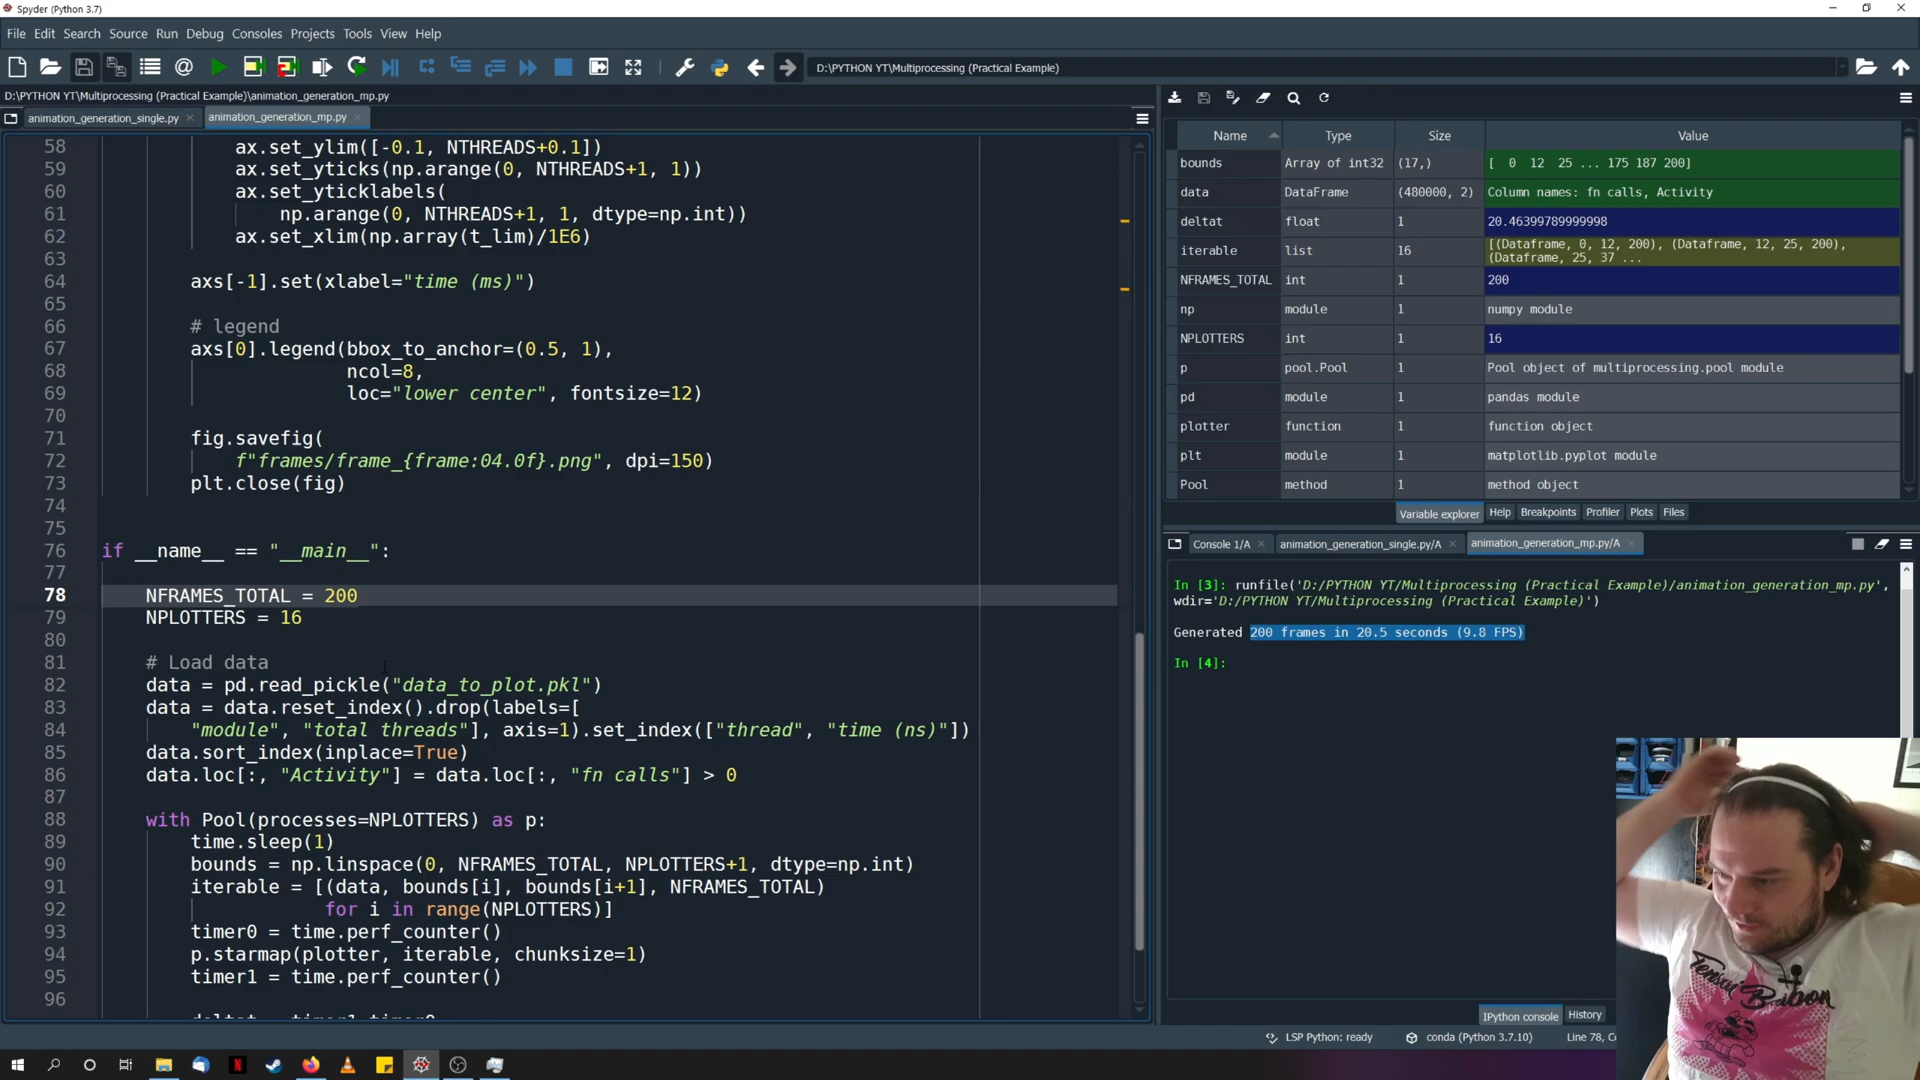 Spyder (Python 3.7)
File Edit Search Source Run Debug Consoles Projects Tools View Help
D:\PYTHON YT\Multiprocessing (Practical Example)
D:\PYTHON YT\Multiprocessing (Practical Example)\animation_generation_mp.py
animation_generation_single.py animation_generation_mp.py
58 ax.set_ylim([-0.1, NTHREADS+0.1])
59 ax.set_yticks(np.arange(0, NTHREADS+1, 1))
60 ax.set_yticklabels(
61 np.arange(0, NTHREADS+1, 1, dtype=np.int))
62 ax.set_xlim(np.array(t_lim)/1E6)
63
64 axs[-1].set(xlabel="time (ms)")
65
66 # legend
67 axs[0].legend(bbox_to_anchor=(0.5, 1),
68 ncol=8,
69 loc="lower center", fontsize=12)
70
71 fig.savefig(
72 f"frames/frame_{frame:04.0f}.png", dpi=150)
73 plt.close(fig)
74
75
76 if __name__ == "__main__":
77
78 NFRAMES_TOTAL = 200
79 NPLOTTERS = 16
80
81 # Load data
82 data = pd.read_pickle("data_to_plot.pkl")
83 data = data.reset_index().drop(labels=[
84 "module", "total threads"], axis=1).set_index(["thread", "time (ns)"])
85 data.sort_index(inplace=True)
86 data.loc[:, "Activity"] = data.loc[:, "fn calls"] > 0
87
88 with Pool(processes=NPLOTTERS) as p:
89 time.sleep(1)
90 bounds = np.linspace(0, NFRAMES_TOTAL, NPLOTTERS+1, dtype=np.int)
91 iterable = [(data, bounds[i], bounds[i+1], NFRAMES_TOTAL)
92 for i in range(NPLOTTERS)]
93 timer0 = time.perf_counter()
94 p.starmap(plotter, iterable, chunksize=1)
95 timer1 = time.perf_counter()
96
Name Type Size Value
bounds Array of int32 (17,) [ 0 12 25 ... 175 187 200]
data DataFrame (480000, 2) Column names: fn calls, Activity
deltat float 1 20.46399789999998
iterable list 16 [(Dataframe, 0, 12, 200), (Dataframe, 12, 25, 200),
(Dataframe, 25, 37 ...
NFRAMES_TOTAL int 1 200
np module 1 numpy module
NPLOTTERS int 1 16
p pool.Pool 1 Pool object of multiprocessing.pool module
pd module 1 pandas module
plotter function 1 function object
plt module 1 matplotlib.pyplot module
Pool method 1 method object
Variable explorer Help Breakpoints Profiler Plots Files
Console 1/A animation_generation_single.py/A animation_generation_mp.py/A
In [3]: runfile('D:/PYTHON YT/Multiprocessing (Practical Example)/animation_generation_mp.py',
wdir='D:/PYTHON YT/Multiprocessing (Practical Example)')
Generated 200 frames in 20.5 seconds (9.8 FPS)
In [4]:
IPython console History
LSP Python: ready conda (Python 3.7.10) Line 78,